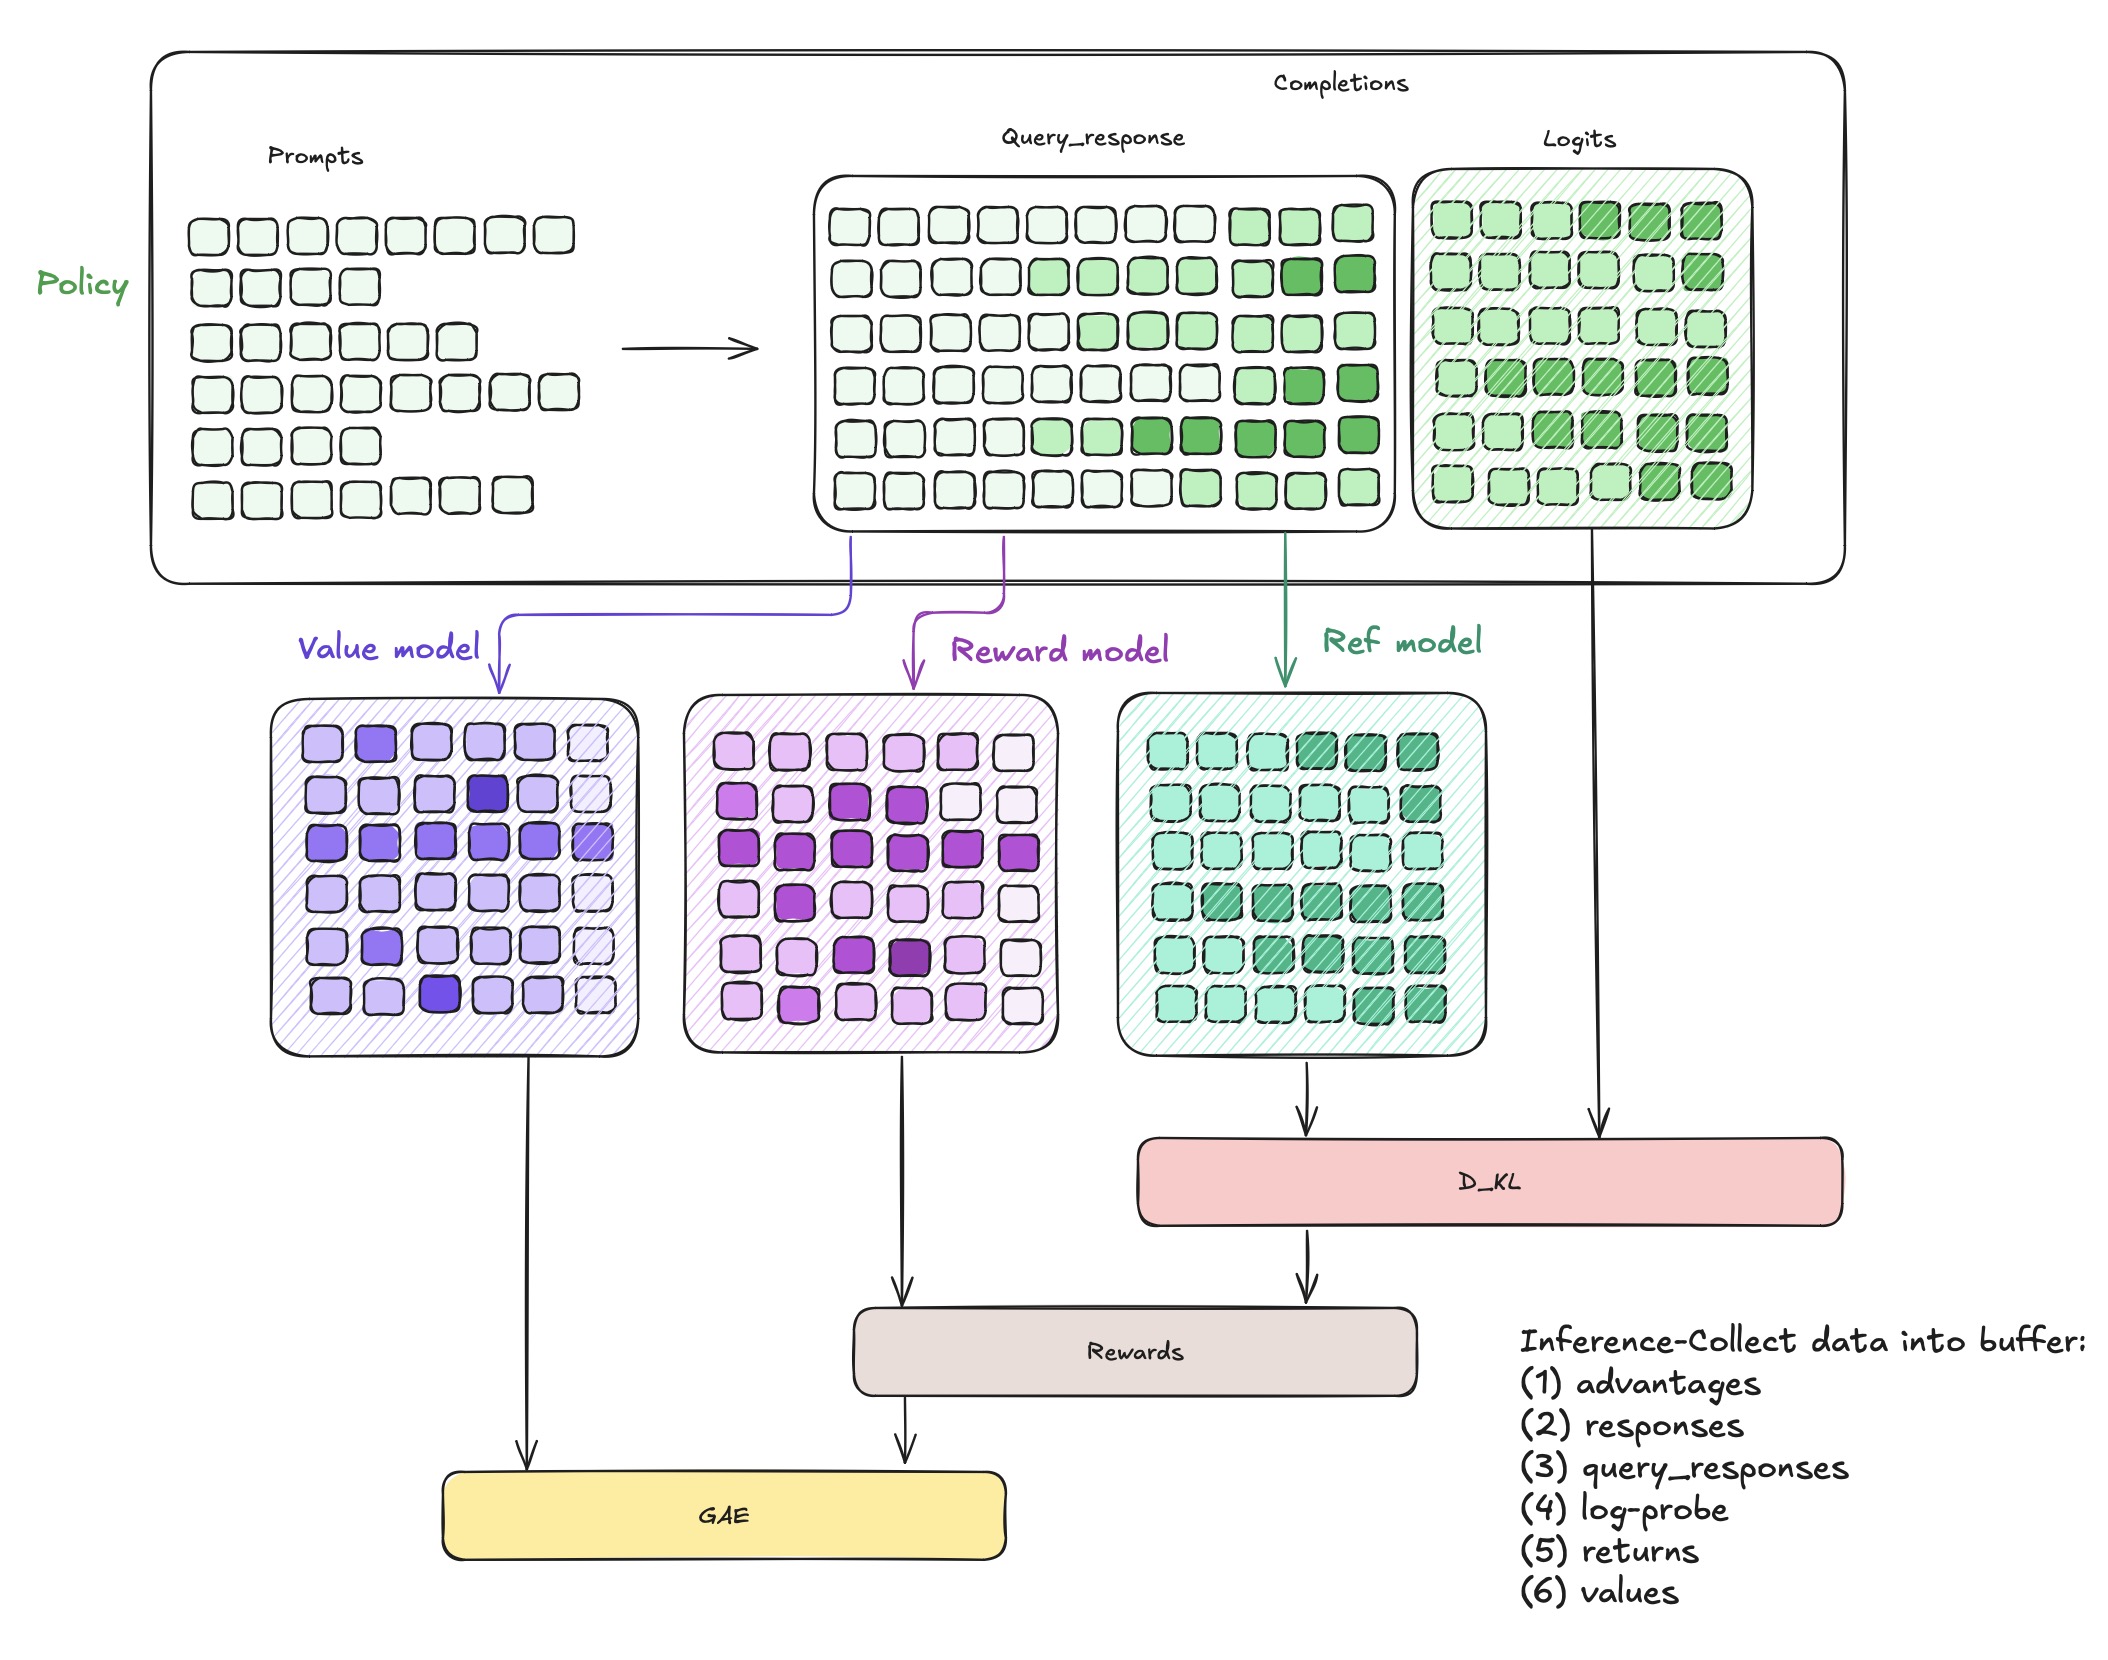 Completions
Prompts
Query_response
Logits
Policy
Value model
Reward model
Ref model
D_KL
Rewards
GAE
Inference-Collect data into buffer:
(1) advantages
(2) responses
(3) query_responses
(4) log-probe
(5) returns
(6) values